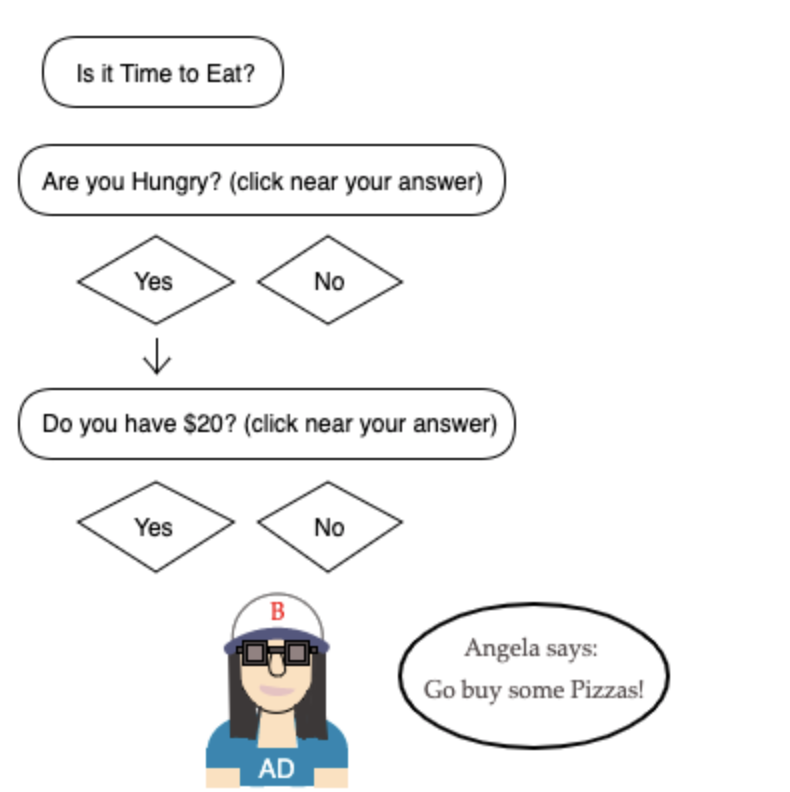 Is it Time to Eat?
Are you Hungry? (click near your answer)
Yes
No
Do you have $20? (click near your answer)
Yes
No
B
Angela says:
Go buy some Pizzas!
AD